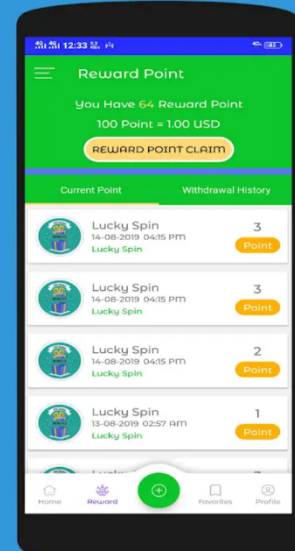 12:33
Reward Point
You Have 64 Reward Point
100 Point = 1.00 USD
REWARD POINT CLAIM
Current Point
Withdrawal History
Lucky Spin
3
14-08-2019 04:15 PM
Point
Lucky Spin
Lucky Spin
3
14-08-2019 04:15 PM
Point
Lucky Spin
Lucky Spin
2
14-08-2019 04:15 PM
Point
Lucky Spin
Lucky Spin
1
13-08-2019 02:57 AM
Point
Lucky Spin
Home
Reward
Favorites
Profile